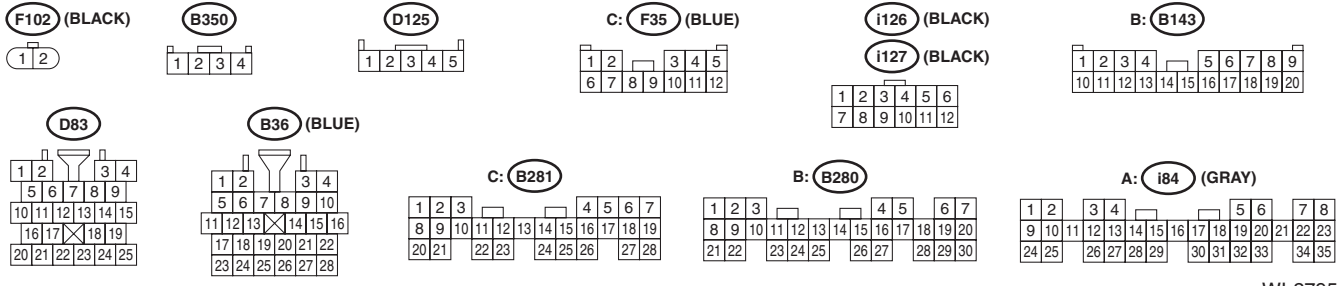 F102 (BLACK)
B350
D125
C: F35 (BLUE)
i126 (BLACK)
i127 (BLACK)
B: B143
1 2
1 2 3 4
1 2 3 4 5
1 2 3 4 5
6 7 8 9 10 11 12
1 2 3 4 5 6
7 8 9 10 11 12
1 2 3 4 5 6 7 8 9
10 11 12 13 14 15 16 17 18 19 20
D83
1 2 3 4
5 6 7 8 9
10 11 12 13 14 15
16 17 18 19
20 21 22 23 24 25
B36 (BLUE)
1 2 3 4
5 6 7 8 9 10
11 12 13 14 15 16
17 18 19 20 21 22
23 24 25 26 27 28
C: B281
1 2 3 4 5 6 7
8 9 10 11 12 13 14 15 16 17 18 19
20 21 22 23 24 25 26 27 28
B: B280
1 2 3 4 5 6 7
8 9 10 11 12 13 14 15 16 17 18 19 20
21 22 23 24 25 26 27 28 29 30
A: i84 (GRAY)
1 2 3 4 5 6 7 8
9 10 11 12 13 14 15 16 17 18 19 20 21 22 23
24 25 26 27 28 29 30 31 32 33 34 35